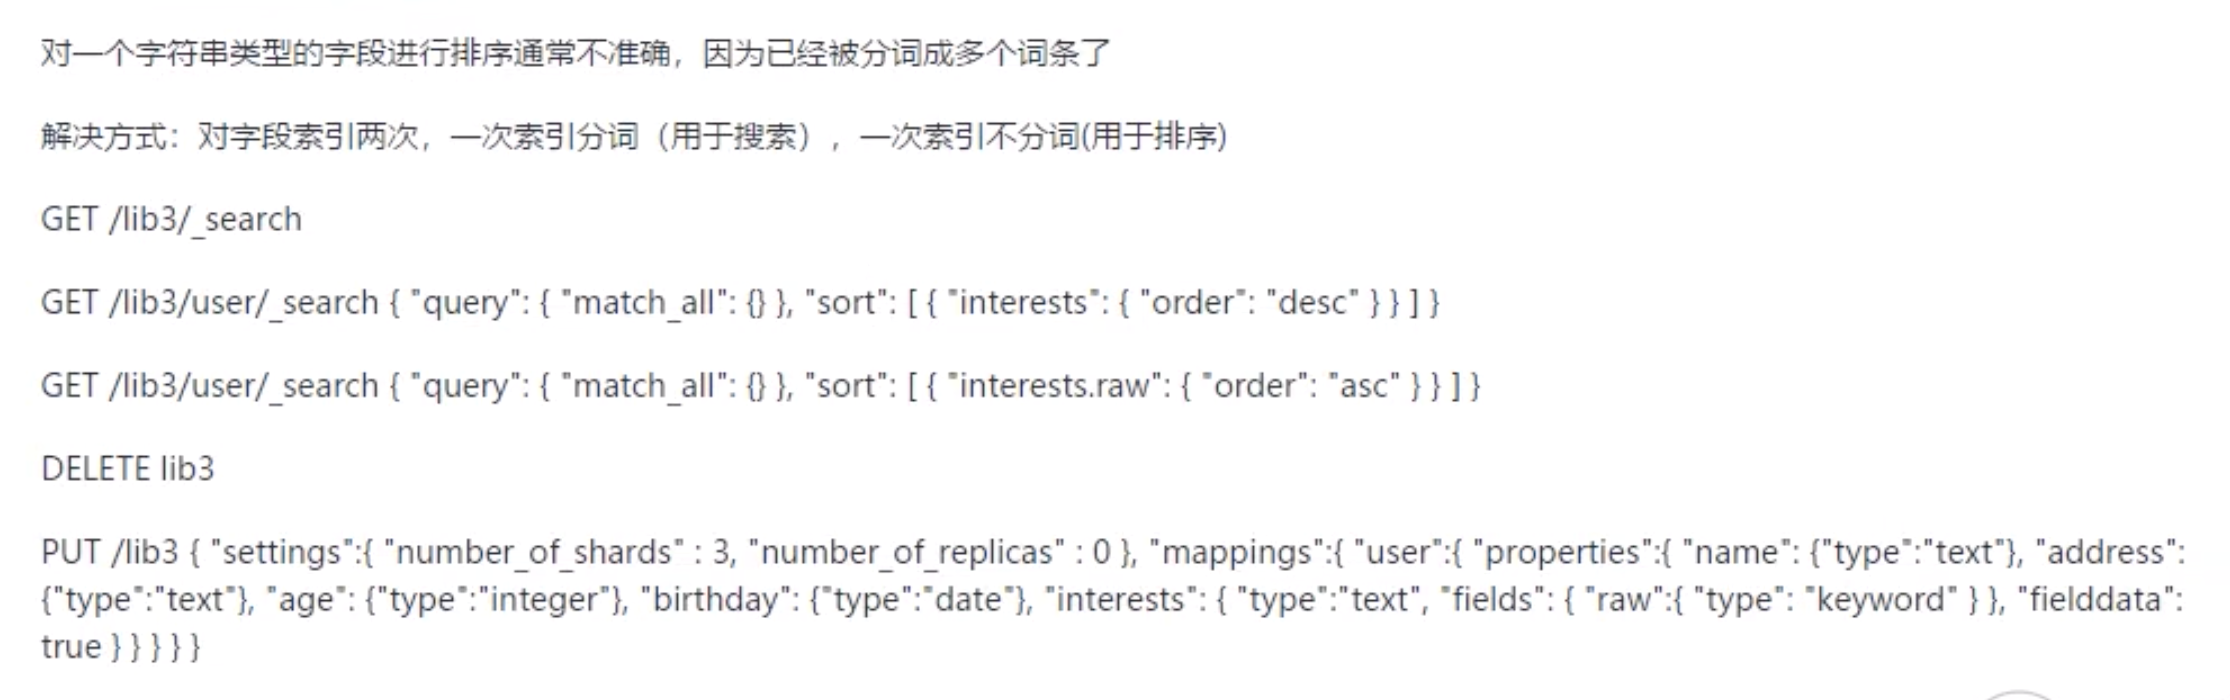 对一个字符串类型的字段进行排序通常不准确，因为已经被分词成多个词条了
解决方式：对字段索引两次，一次索引分词（用于搜索），一次索引不分词(用于排序)
GET /lib3/_search
GET /lib3/user/_search { "query": { "match_all": {} }, "sort": [ { "interests": { "order": "desc" } } ] }
GET /lib3/user/_search { "query": { "match_all": {} }, "sort": [ { "interests.raw": { "order": "asc" } } ] }
DELETE lib3
PUT /lib3 { "settings":{ "number_of_shards" : 3, "number_of_replicas" : 0 }, "mappings":{ "user":{ "properties":{ "name": {"type":"text"}, "address":
{"type":"text"}, "age": {"type":"integer"}, "birthday": {"type":"date"}, "interests": { "type":"text", "fields": { "raw":{ "type": "keyword" } }, "fielddata":
true } } } } }